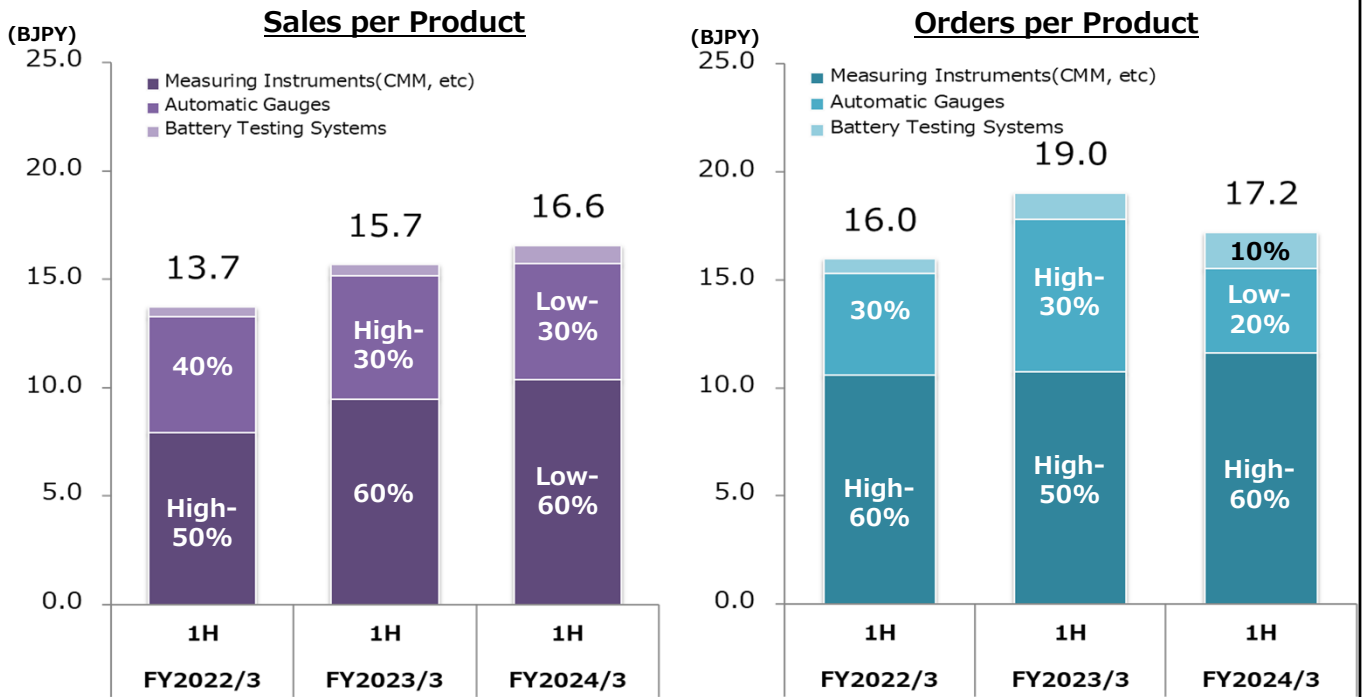 Sales per Product
(BJPY)
25.0
20.0
15.0
10.0
5.0
0.0
Measuring Instruments(CMM, etc)
Automatic Gauges
Battery Testing Systems
13.7
40%
High-
50%
15.7
High-
30%
60%
16.6
Low-
30%
Low-
60%
1H
1H
1H
FY2022/3
FY2023/3
FY2024/3
Orders per Product
(BJPY)
25.0
20.0
15.0
10.0
5.0
0.0
Measuring Instruments(CMM, etc)
Automatic Gauges
Battery Testing Systems
16.0
30%
High-
60%
19.0
High-
30%
High-
50%
17.2
10%
Low-
20%
High-
60%
1H
1H
1H
FY2022/3
FY2023/3
FY2024/3